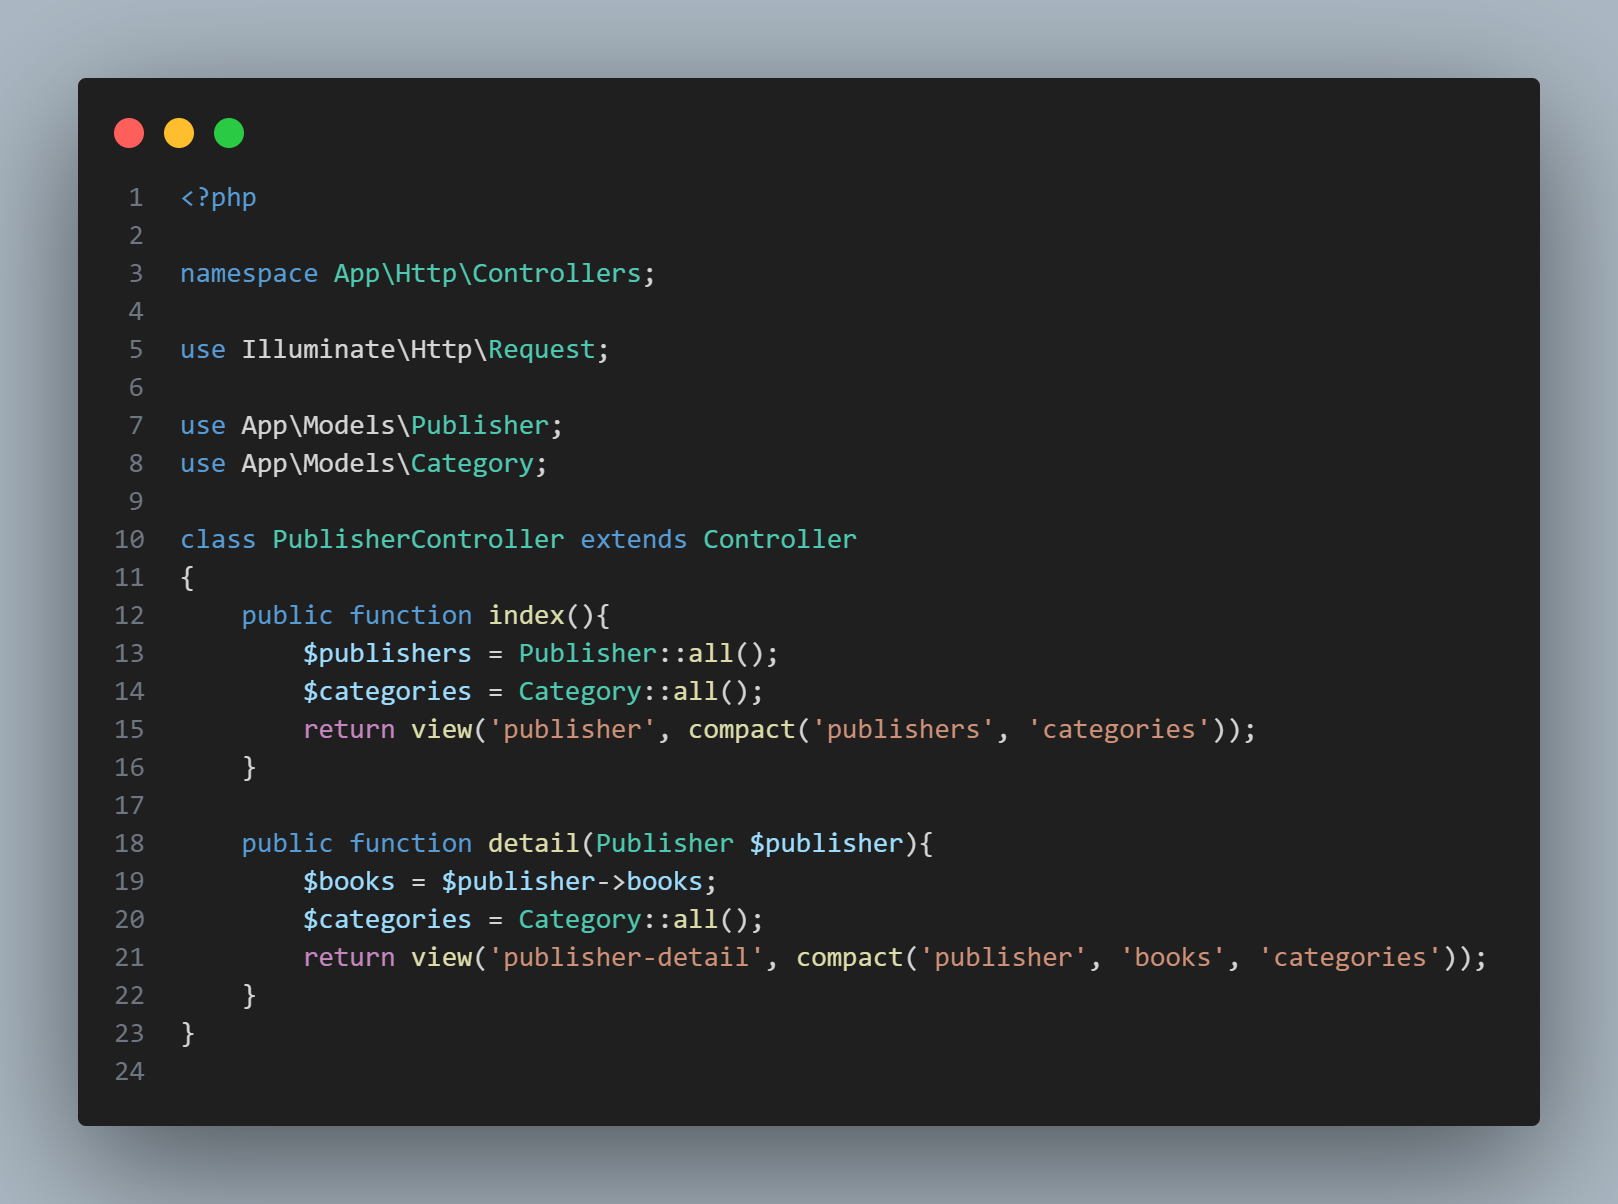 1 <?php
2
3 namespace App\Http\Controllers;
4
5 use Illuminate\Http\Request;
6
7 use App\Models\Publisher;
8 use App\Models\Category;
9
10 class PublisherController extends Controller
11 {
12     public function index(){
13         $publishers = Publisher::all();
14         $categories = Category::all();
15         return view('publisher', compact('publishers', 'categories'));
16     }
17
18     public function detail(Publisher $publisher){
19         $books = $publisher->books;
20         $categories = Category::all();
21         return view('publisher-detail', compact('publisher', 'books', 'categories'));
22     }
23 }
24